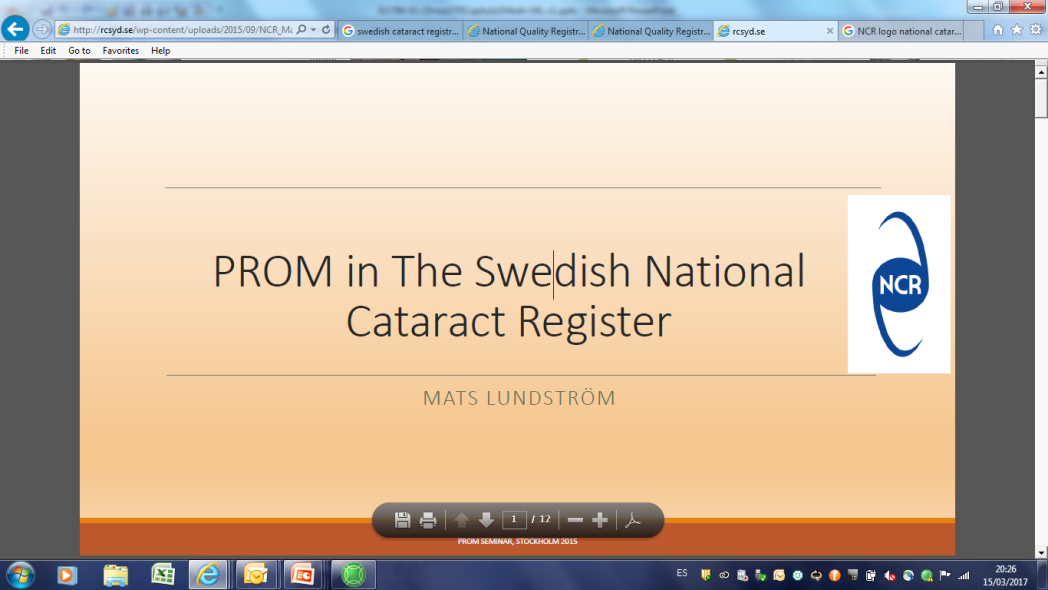 http://rcsyd.se/wp-content/uploads/2015/09/NCR_Ma
swedish cataract registr...
National Quality Registr...
National Quality Registr...
rcsyd.se
NCR logo national catar...
File Edit Go to Favorites Help
PROM in The Swedish National
Cataract Register
NCR
MATS LUNDSTRÖM
1 / 12
PROM SEMINAR, STOCKHOLM 2015
ES
20:26
15/03/2017